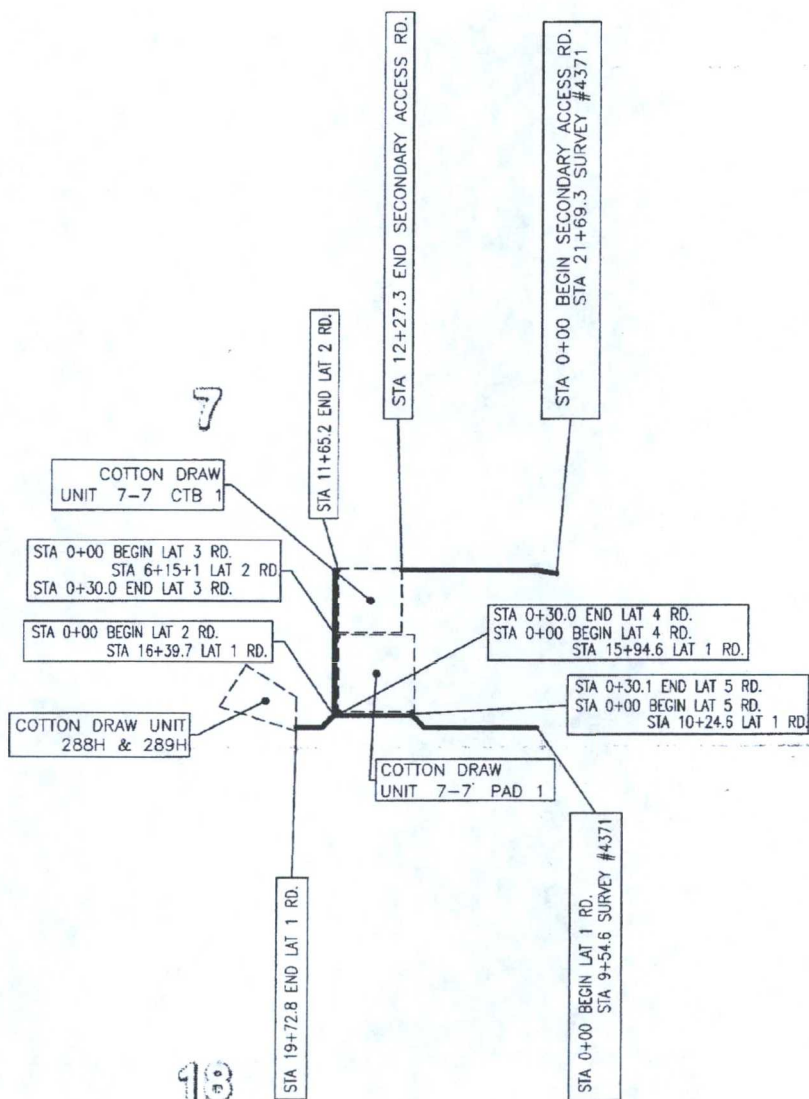 STA 12+27.3 END SECONDARY ACCESS RD.
STA 0+00 BEGIN SECONDARY ACCESS RD.
STA 21+69.3 SURVEY #4371
STA 11+65.2 END LAT 2 RD.
7
COTTON DRAW
UNIT 7-7 CTB 1
STA 0+00 BEGIN LAT 3 RD.
STA 6+15+1 LAT 2 RD.
STA 0+30.0 END LAT 3 RD.
STA 0+00 BEGIN LAT 2 RD.
STA 16+39.7 LAT 1 RD.
STA 0+30.0 END LAT 4 RD.
STA 0+00 BEGIN LAT 4 RD.
STA 15+94.6 LAT 1 RD.
STA 0+30.1 END LAT 5 RD.
STA 0+00 BEGIN LAT 5 RD.
STA 10+24.6 LAT 1 RD.
COTTON DRAW UNIT
288H & 289H
COTTON DRAW
UNIT 7-7 PAD 1
STA 19+72.8 END LAT 1 RD.
STA 0+00 BEGIN LAT 1 RD.
STA 9+54.6 SURVEY #4371
18